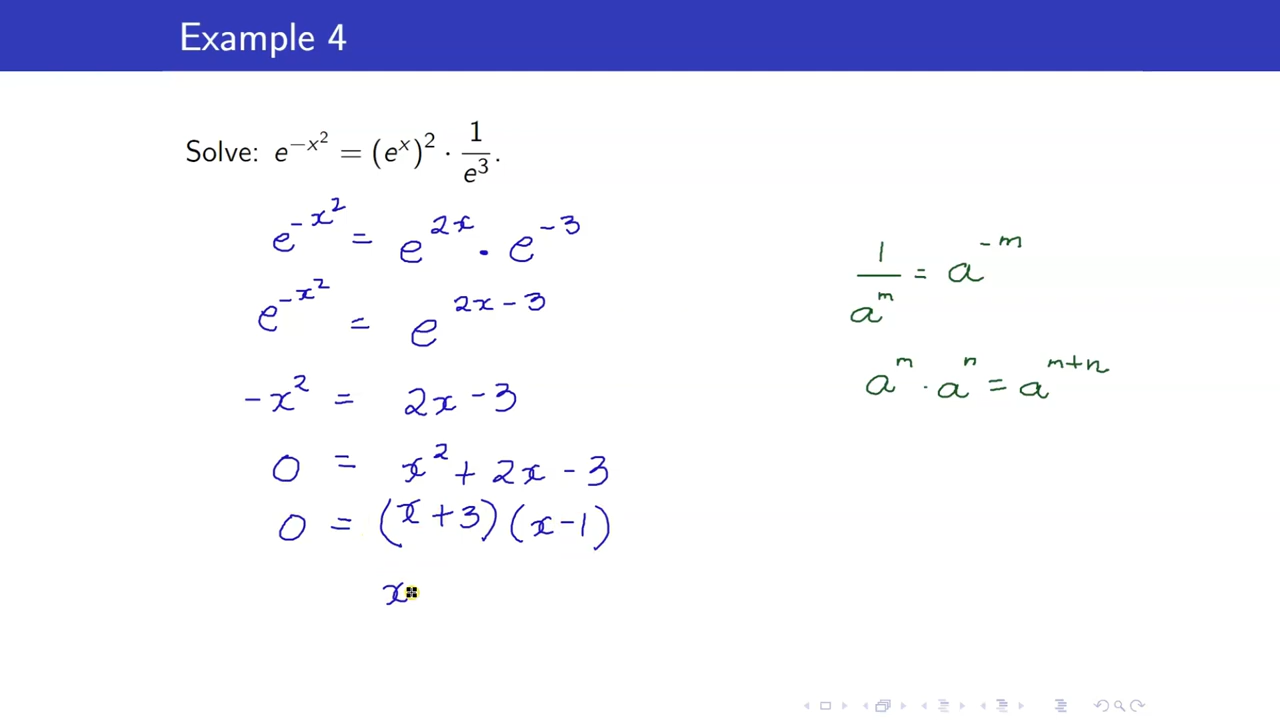 Example 4
Solve: e^{-x^2} = (e^x)^2 · 1/e^3.
e^{-x^2} = e^{2x} · e^{-3}
e^{-x^2} = e^{2x-3}
-x^2 = 2x-3
0 = x^2 + 2x - 3
0 = (x+3)(x-1)
x
1/a^m = a^{-m}
a^m · a^n = a^{m+n}